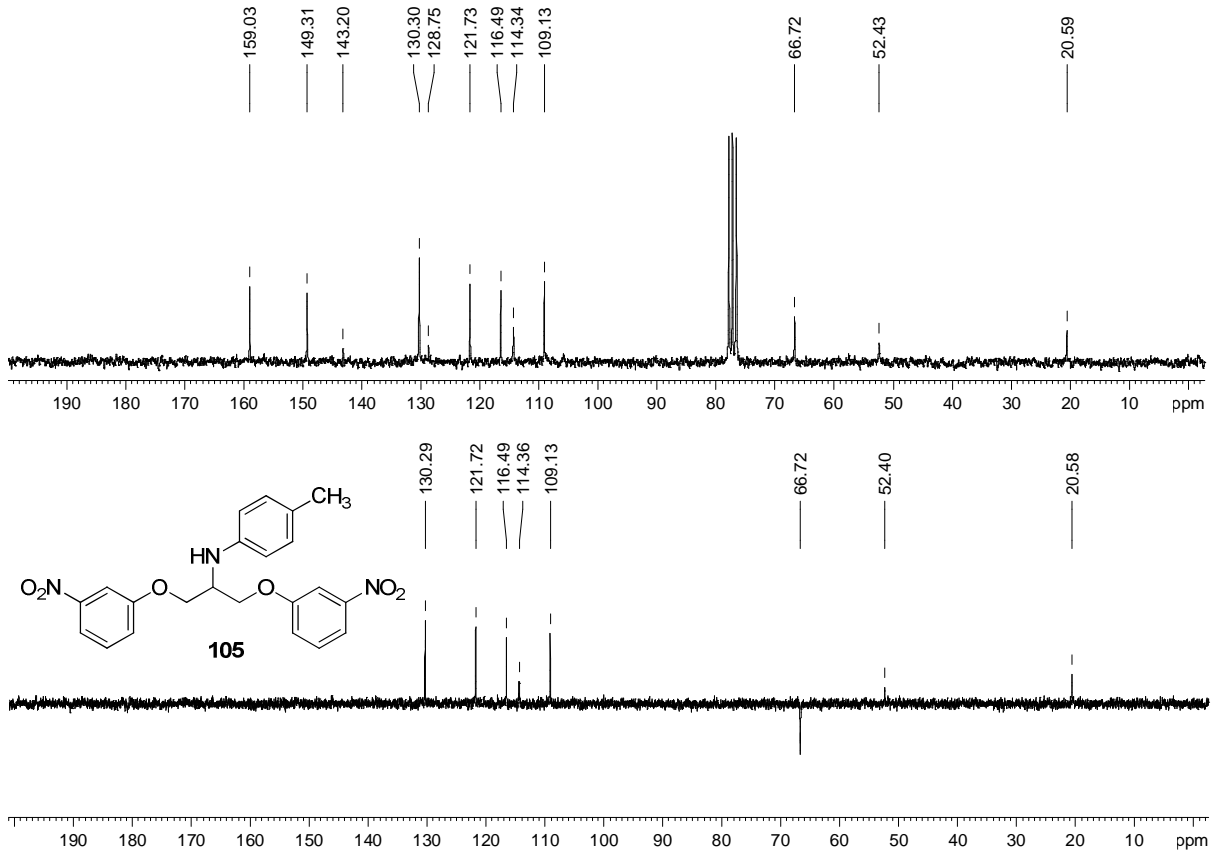 159.03 149.31 143.20 130.30 128.75 121.73 116.49 114.34 109.13 66.72 52.43 20.59
190 180 170 160 150 140 130 120 110 100 90 80 70 60 50 40 30 20 10 ppm
130.29 121.72 116.49 114.36 109.13 66.72 52.40 20.58
CH3
HN
O2N O O NO2
105
190 180 170 160 150 140 130 120 110 100 90 80 70 60 50 40 30 20 10 ppm